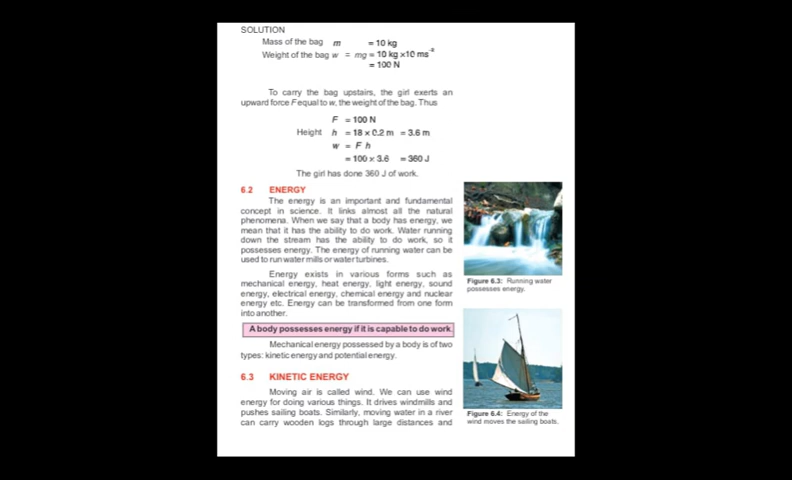 SOLUTION
Mass of the bag m = 10 kg
Weight of the bag w = mg = 10 kg ×10 ms⁻²
= 100 N
To carry the bag upstairs, the girl exerts an
upward force F equal to w, the weight of the bag. Thus
F = 100 N
Height h = 18 × 0.2 m = 3.6 m
w = F h
= 100 × 3.6 = 360 J
The girl has done 360 J of work.
6.2 ENERGY
The energy is an important and fundamental
concept in science. It links almost all the natural
phenomena. When we say that a body has energy, we
mean that it has the ability to do work. Water running
down the stream has the ability to do work, so it
possesses energy. The energy of running water can be
used to run water mills or water turbines.
Energy exists in various forms such as
mechanical energy, heat energy, light energy, sound
energy, electrical energy, chemical energy and nuclear
energy etc. Energy can be transformed from one form
into another.
A body possesses energy if it is capable to do work.
Mechanical energy possessed by a body is of two
types: kinetic energy and potential energy.
6.3 KINETIC ENERGY
Moving air is called wind. We can use wind
energy for doing various things. It drives windmills and
pushes sailing boats. Similarly, moving water in a river
can carry wooden logs through large distances and
Figure 6.3: Running water
possesses energy.
Figure 6.4: Energy of the
wind moves the sailing boats.